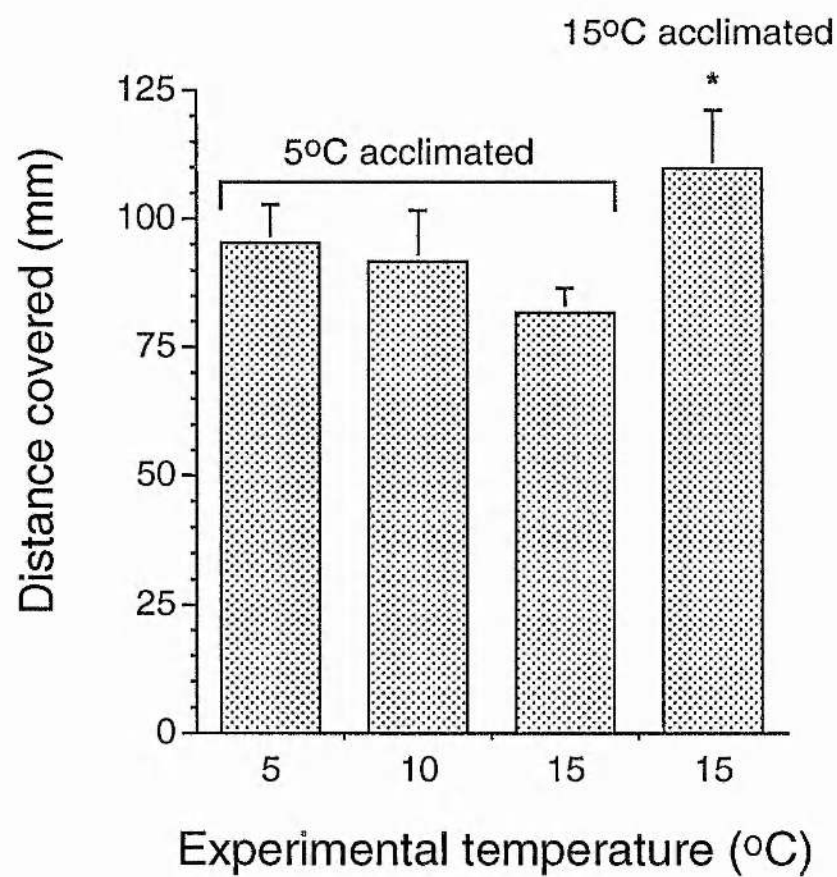 15ºC acclimated
*
125
5ºC acclimated
100
75
50
25
0
5 10 15 15
Distance covered (mm)
Experimental temperature (ºC)